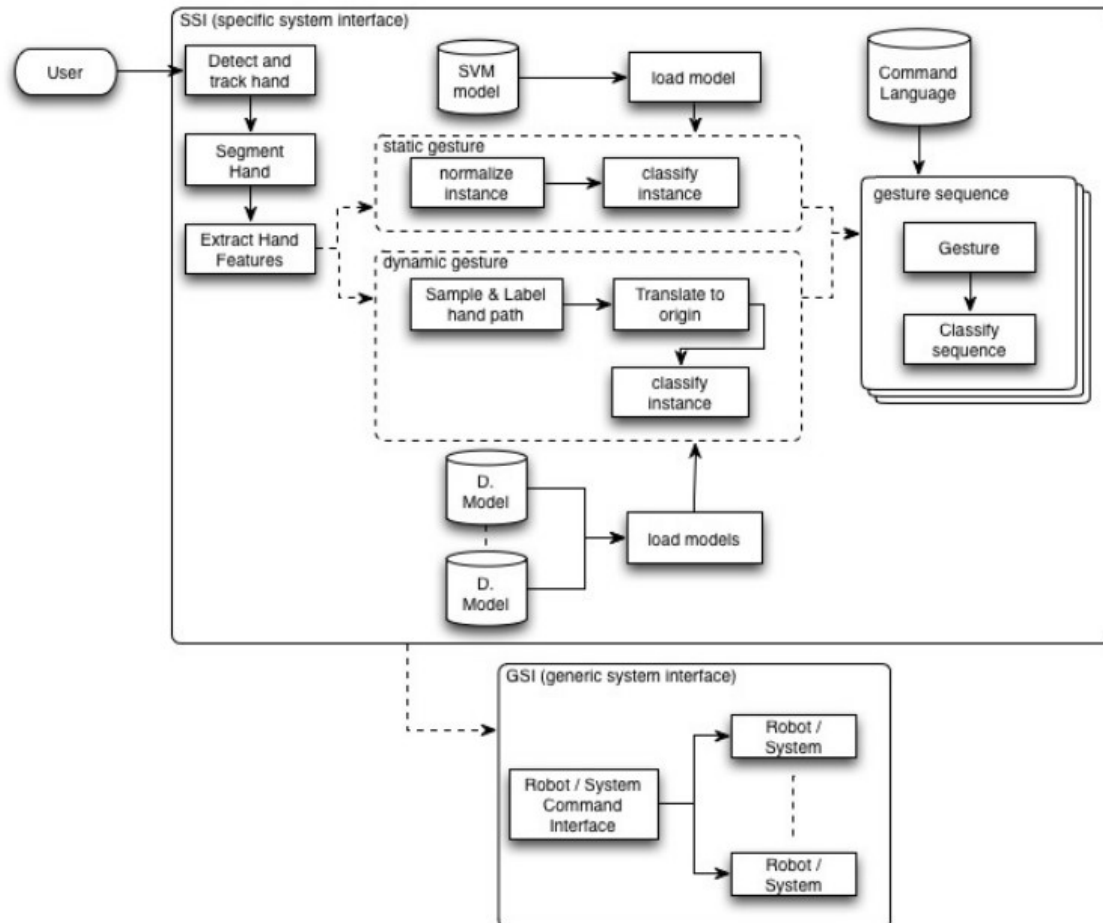 SSI (specific system interface)
User
Detect and
track hand
SVM
model
load model
Command
Language
Segment
Hand
static gesture
normalize
instance
classify
instance
gesture sequence
Extract Hand
Features
Gesture
dynamic gesture
Sample & Label
hand path
Translate to
origin
Classify
sequence
classify
instance
D.
Model
load models
D.
Model
GSI (generic system interface)
Robot /
System
Robot / System
Command
Interface
Robot /
System